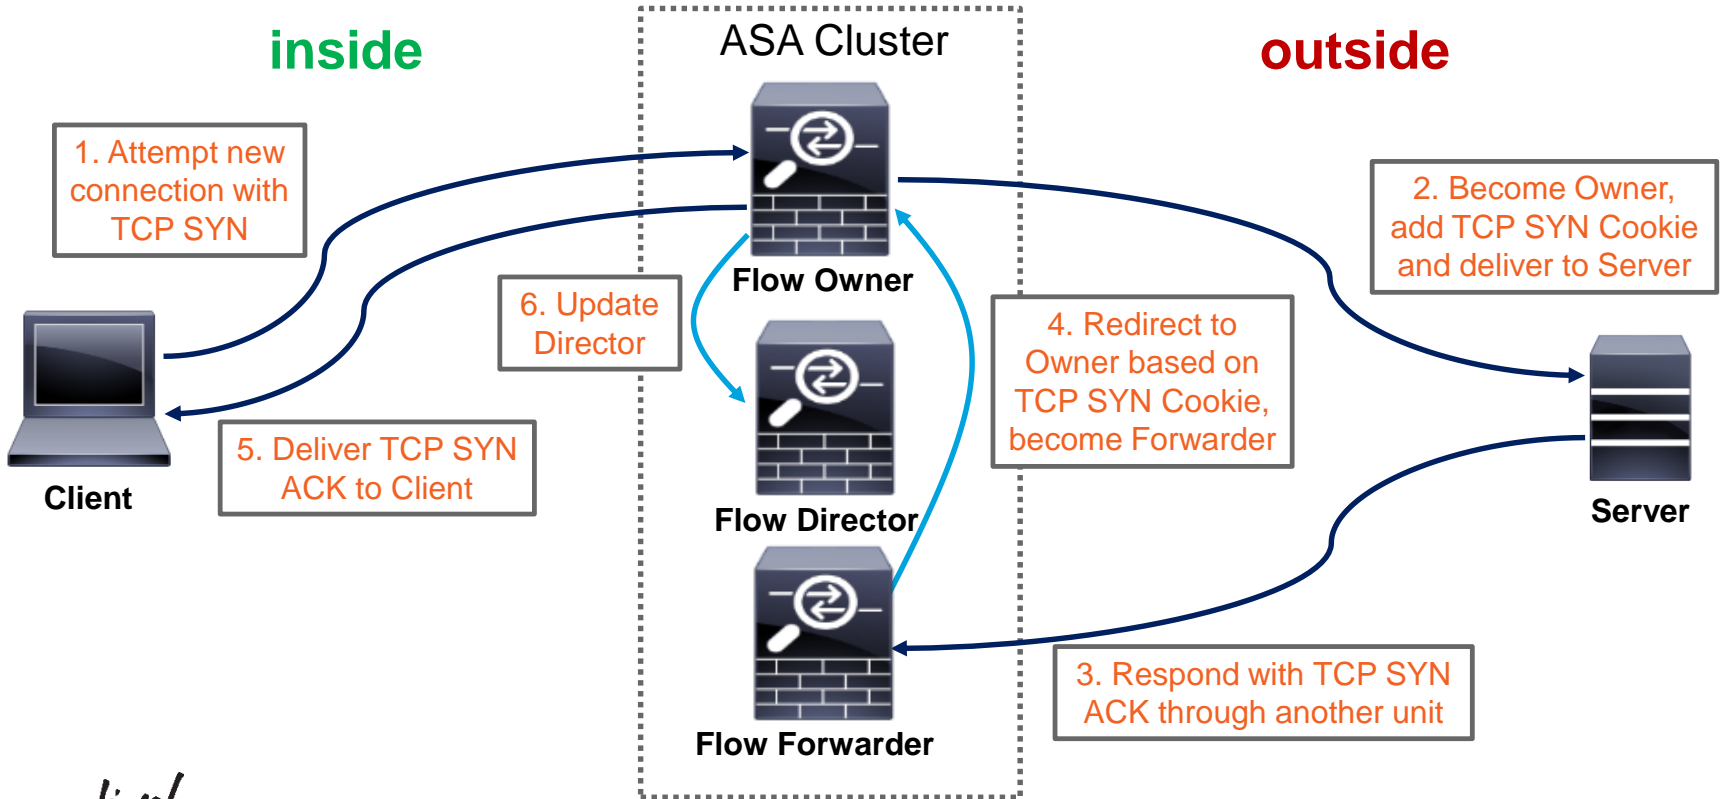 inside
ASA Cluster
outside
1. Attempt new
connection with
TCP SYN
2. Become Owner,
add TCP SYN Cookie
and deliver to Server
Flow Owner
6. Update
Director
4. Redirect to
Owner based on
TCP SYN Cookie,
become Forwarder
5. Deliver TCP SYN
ACK to Client
Client
Flow Director
Server
3. Respond with TCP SYN
ACK through another unit
Flow Forwarder